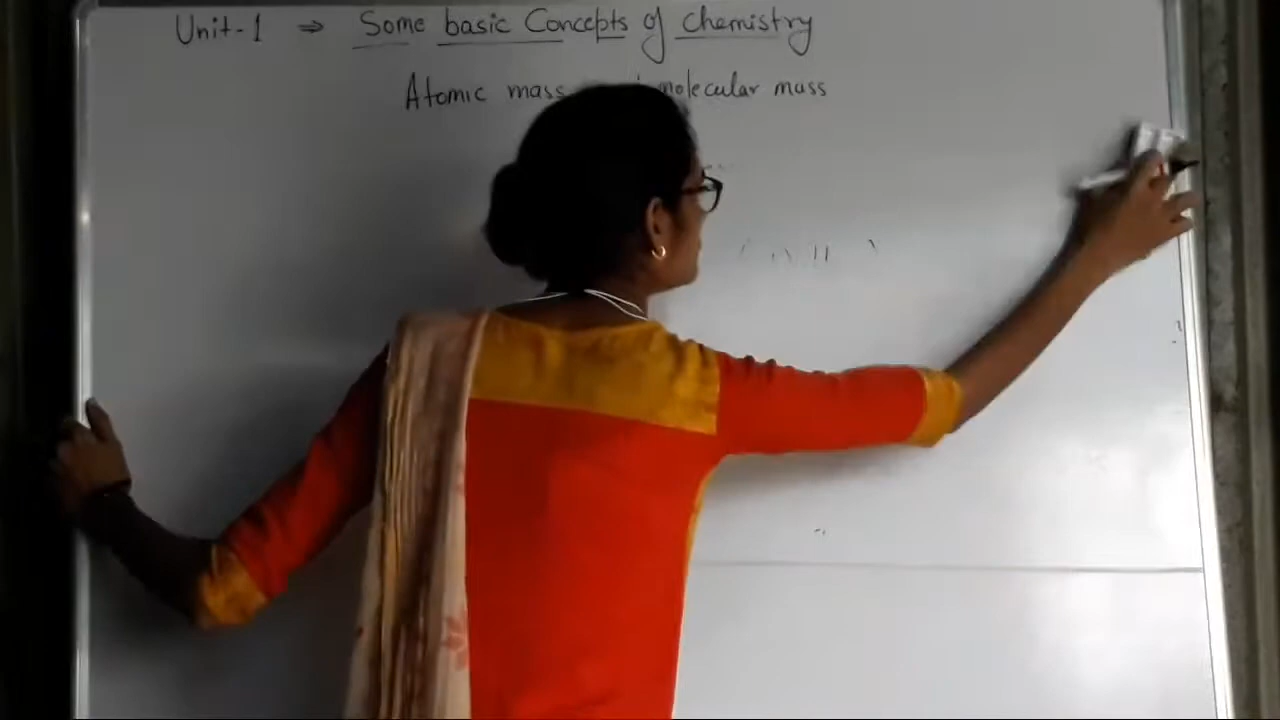 Unit-1 ⇒ Some basic Concepts of chemistry
Atomic mass molecular mass